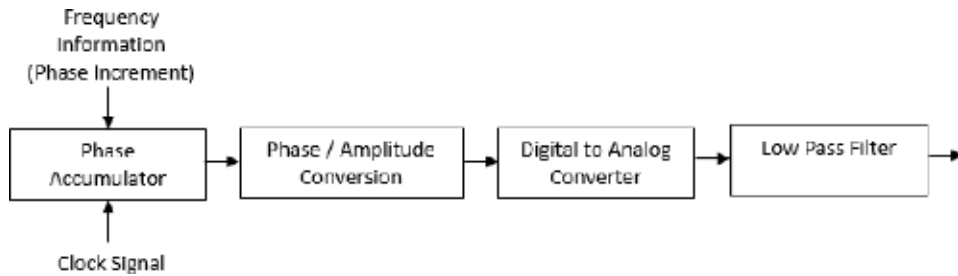 Frequency
Information
(Phase Increment)
Phase
Accumulator
Phase / Amplitude
Conversion
Digital to Analog
Converter
Low Pass Filter
Clock Signal